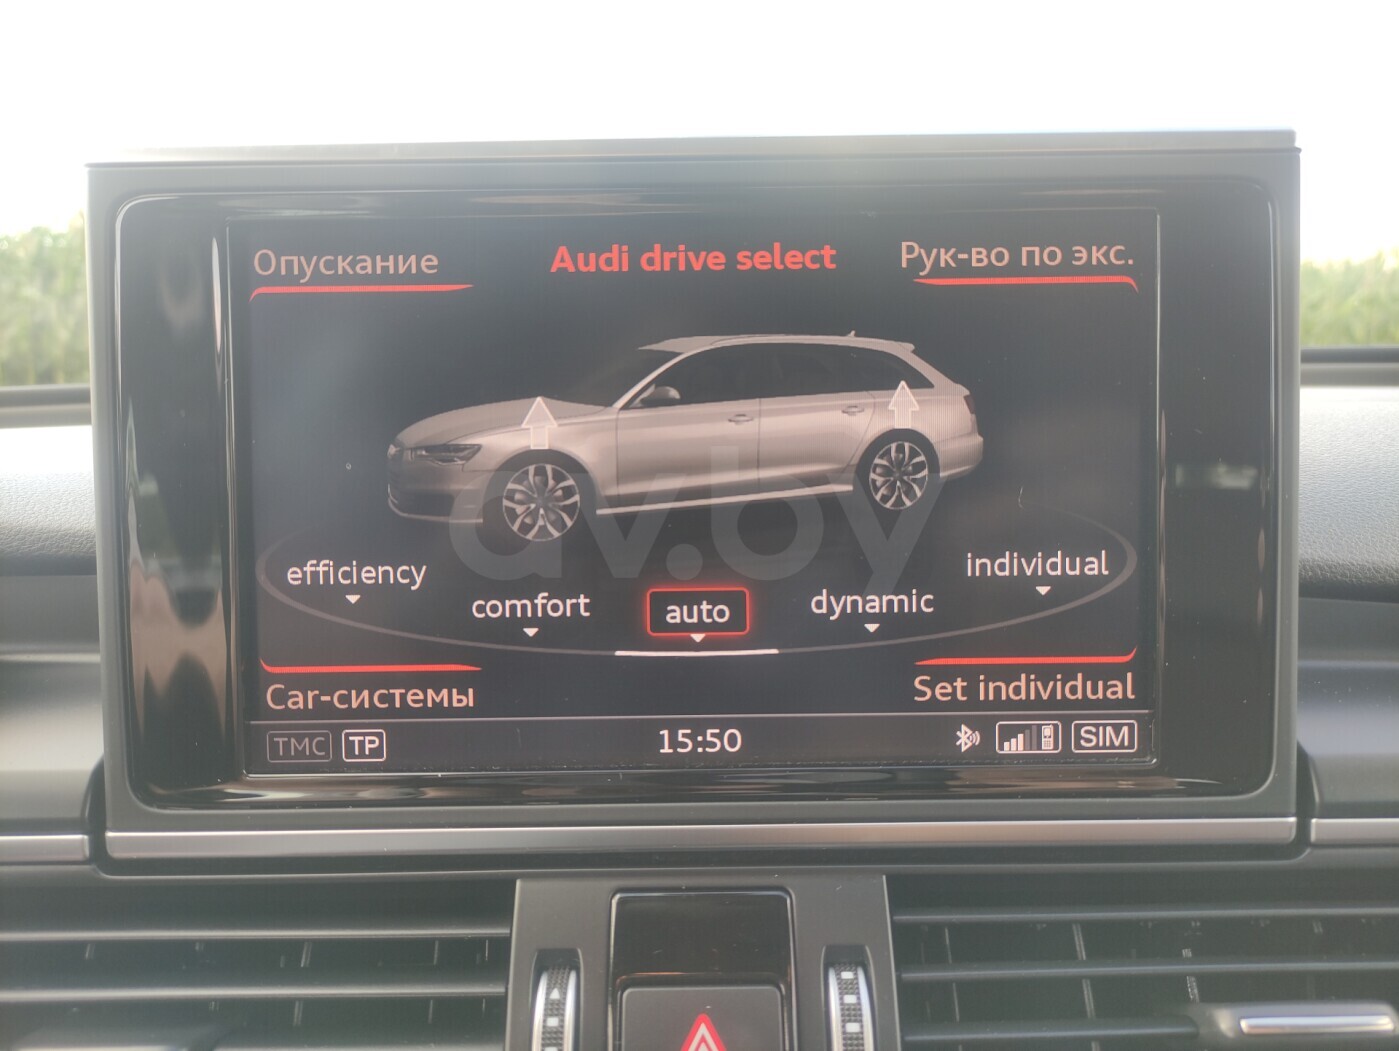 Опускание
Audi drive select
Рук-во по экс.
efficiency
comfort
auto
dynamic
individual
Car-системы
Set individual
TMC TP
15:50
SIM
av.by